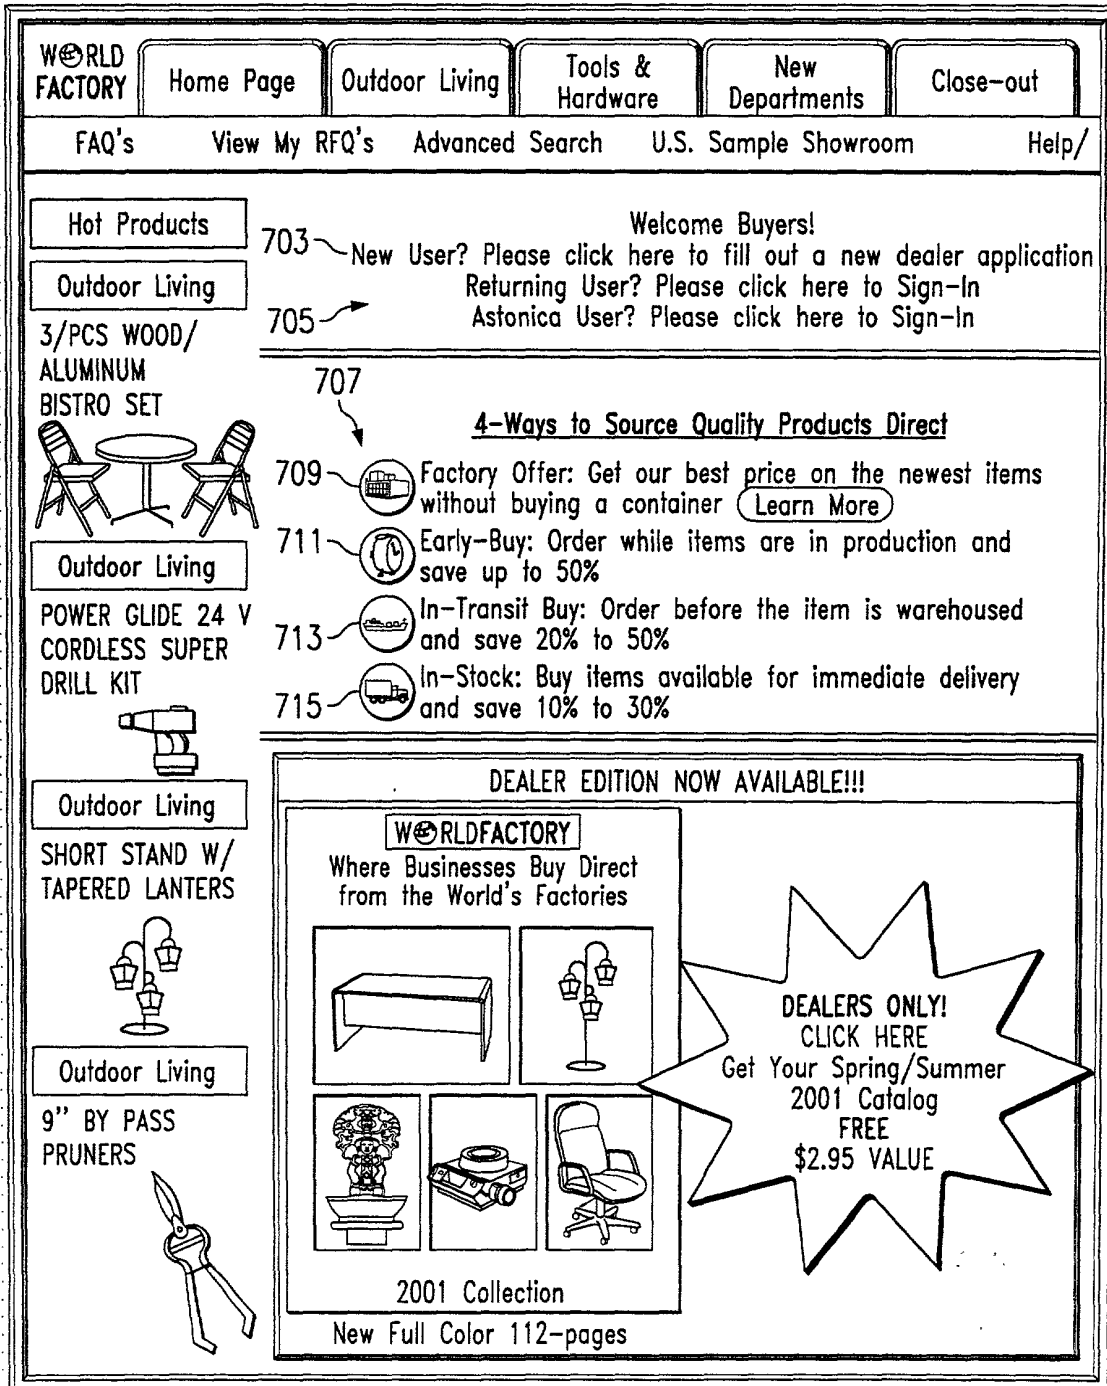 WORLD
FACTORY
Home Page
Outdoor Living
Tools &
Hardware
New
Departments
Close-out
FAQ's
View My RFQ's
Advanced Search
U.S. Sample Showroom
Help/
Hot Products
Outdoor Living
3/PCS WOOD/
ALUMINUM
BISTRO SET
Outdoor Living
POWER GLIDE 24 V
CORDLESS SUPER
DRILL KIT
Outdoor Living
SHORT STAND W/
TAPERED LANTERS
Outdoor Living
9" BY PASS
PRUNERS
Welcome Buyers!
703
New User? Please click here to fill out a new dealer application
Returning User? Please click here to Sign-In
705
Astonica User? Please click here to Sign-In
707
4-Ways to Source Quality Products Direct
709
Factory Offer: Get our best price on the newest items
without buying a container Learn More
711
Early-Buy: Order while items are in production and
save up to 50%
713
In-Transit Buy: Order before the item is warehoused
and save 20% to 50%
715
In-Stock: Buy items available for immediate delivery
and save 10% to 30%
DEALER EDITION NOW AVAILABLE!!!
WORLDFACTORY
Where Businesses Buy Direct
from the World's Factories
2001 Collection
New Full Color 112-pages
DEALERS ONLY!
CLICK HERE
Get Your Spring/Summer
2001 Catalog
FREE
$2.95 VALUE